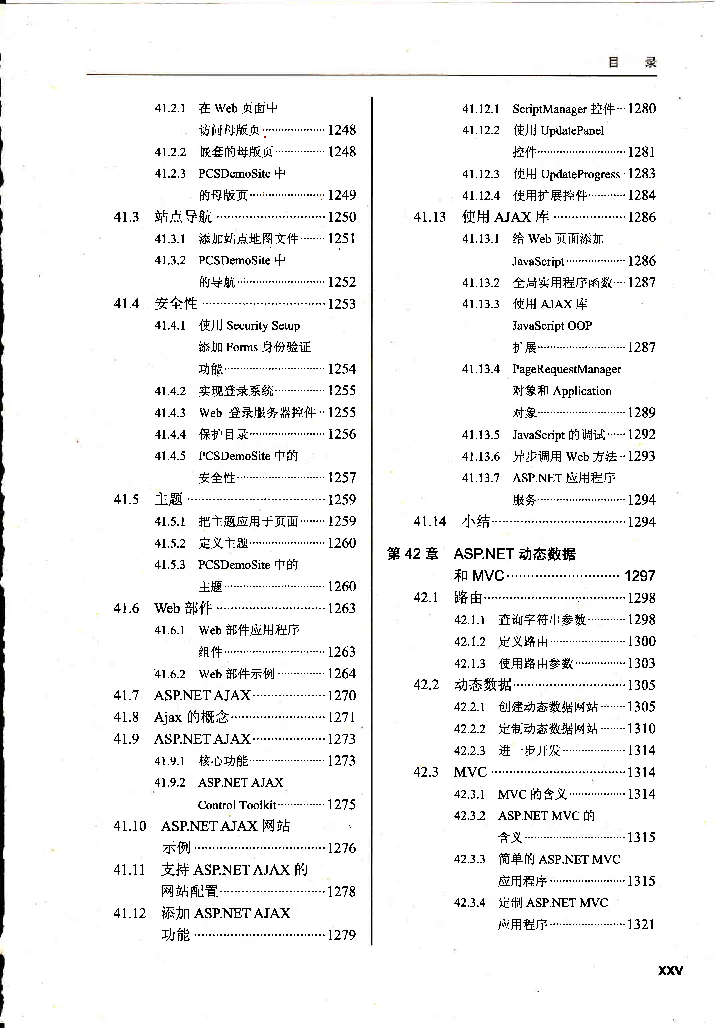 目 录
41.2.1 在 Web 页面中
访问母版页 ··················· 1248
41.2.2 嵌套的母版页 ··············· 1248
41.2.3 PCSDemoSite 中
的母版页 ······················· 1249
41.3 站点导航 ··························· 1250
41.3.1 添加站点地图文件 ········ 1251
41.3.2 PCSDemoSite 中
的导航 ·························· 1252
41.4 安全性 ······························ 1253
41.4.1 使用 Security Setup
添加 Forms 身份验证
功能 ····························· 1254
41.4.2 实现登录系统 ··············· 1255
41.4.3 Web 登录服务器控件 ·· 1255
41.4.4 保护目录 ······················ 1256
41.4.5 PCSDemoSite 中的
安全性 ·························· 1257
41.5 主题 ································· 1259
41.5.1 把主题应用于页面 ······· 1259
41.5.2 定义主题 ······················ 1260
41.5.3 PCSDemoSite 中的
主题 ····························· 1260
41.6 Web 部件 ·························· 1263
41.6.1 Web 部件应用程序
组件 ····························· 1263
41.6.2 Web 部件示例 ·············· 1264
41.7 ASP.NET AJAX ·················· 1270
41.8 Ajax 的概念 ······················· 1271
41.9 ASP.NET AJAX ·················· 1273
41.9.1 核心功能 ······················ 1273
41.9.2 ASP.NET AJAX
Control Toolkit ··············· 1275
41.10 ASP.NET AJAX 网站
示例 ································ 1276
41.11 支持 ASP.NET AJAX 的
网站配置 ·························· 1278
41.12 添加 ASP.NET AJAX
功能 ································ 1279
41.12.1 ScriptManager 控件 ··· 1280
41.12.2 使用 UpdatePanel
控件 ·························· 1281
41.12.3 使用 UpdateProgress · 1283
41.12.4 使用扩展控件 ············ 1284
41.13 使用 AJAX 库 ··················· 1286
41.13.1 给 Web 页面添加
JavaScript ·················· 1286
41.13.2 全局实用程序函数 ···· 1287
41.13.3 使用 AJAX 库
JavaScript OOP
扩展 ·························· 1287
41.13.4 PageRequestManager
对象和 Application
对象 ·························· 1289
41.13.5 JavaScript 的调试 ······ 1292
41.13.6 异步调用 Web 方法 ·· 1293
41.13.7 ASP.NET 应用程序
服务 ·························· 1294
41.14 小结 ································· 1294
第 42 章 ASP.NET 动态数据
和 MVC ··························· 1297
42.1 路由 ·································· 1298
42.1.1 查询字符串参数 ··········· 1298
42.1.2 定义路由 ······················ 1300
42.1.3 使用路由参数 ··············· 1303
42.2 动态数据 ··························· 1305
42.2.1 创建动态数据网站 ······· 1305
42.2.2 定制动态数据网站 ······· 1310
42.2.3 进一步开发 ·················· 1314
42.3 MVC ································· 1314
42.3.1 MVC 的含义 ················· 1314
42.3.2 ASP.NET MVC 的
含义 ····························· 1315
42.3.3 简单的 ASP.NET MVC
应用程序 ······················ 1315
42.3.4 定制 ASP.NET MVC
应用程序 ······················ 1321
XXV